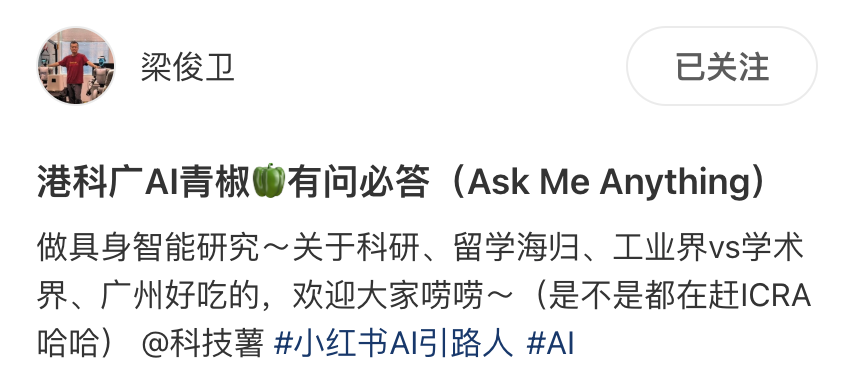 梁俊卫
已关注
港科广AI青椒🫑有问必答（Ask Me Anything）
做具身智能研究～关于科研、留学海归、工业界vs学术
界、广州好吃的，欢迎大家唠唠～（是不是都在赶ICRA
哈哈） @科技薯 #小红书AI引路人 #AI